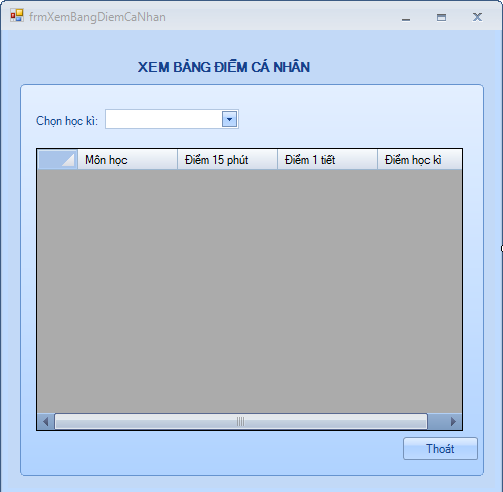 frmXemBangDiemCaNhan
XEM BẢNG ĐIỂM CÁ NHÂN
Chọn học kì:
Môn học Điểm 15 phút Điểm 1 tiết Điểm học kì
Thoát